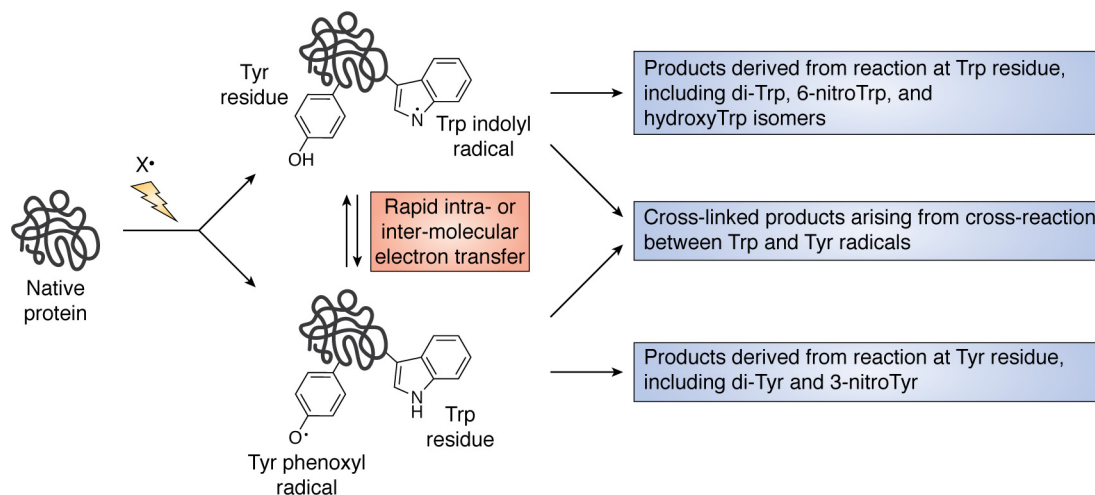 Native
protein
X•
Tyr
residue
OH
N•
Trp indolyl
radical
Rapid intra- or
inter-molecular
electron transfer
O•
N
H
Trp
residue
Tyr phenoxyl
radical
Products derived from reaction at Trp residue,
including di-Trp, 6-nitroTrp, and
hydroxyTrp isomers
Cross-linked products arising from cross-reaction
between Trp and Tyr radicals
Products derived from reaction at Tyr residue,
including di-Tyr and 3-nitroTyr